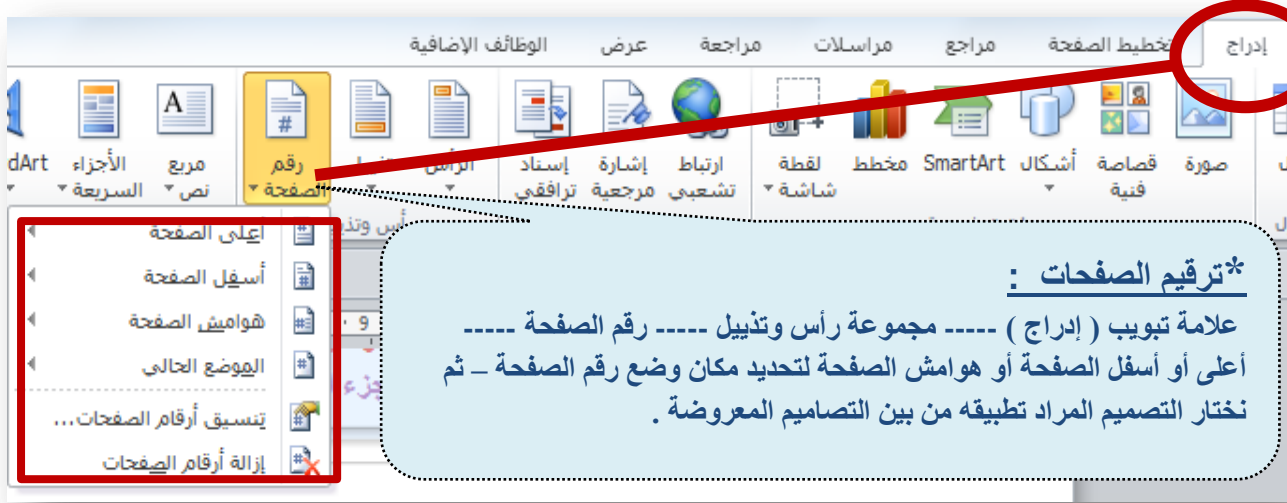 إدراج تخطيط الصفحة مراجع مراسلات مراجعة عرض الوظائف الإضافية
صورة قصاصة فنية أشكال SmartArt مخطط لقطة شاشة ارتباط تشعبي إشارة مرجعية إسناد ترافقي الرأس رقم الصفحة مربع نص الأجزاء السريعة dArt
أعلى الصفحة
أسفل الصفحة
هوامش الصفحة
الموضع الحالي
تنسيق أرقام الصفحات...
إزالة أرقام الصفحات
9
*ترقيم الصفحات :
علامة تبويب ( إدراج ) ----- مجموعة رأس وتذييل ----- رقم الصفحة -----
أعلى أو أسفل الصفحة أو هوامش الصفحة لتحديد مكان وضع رقم الصفحة – ثم
نختار التصميم المراد تطبيقه من بين التصاميم المعروضة .